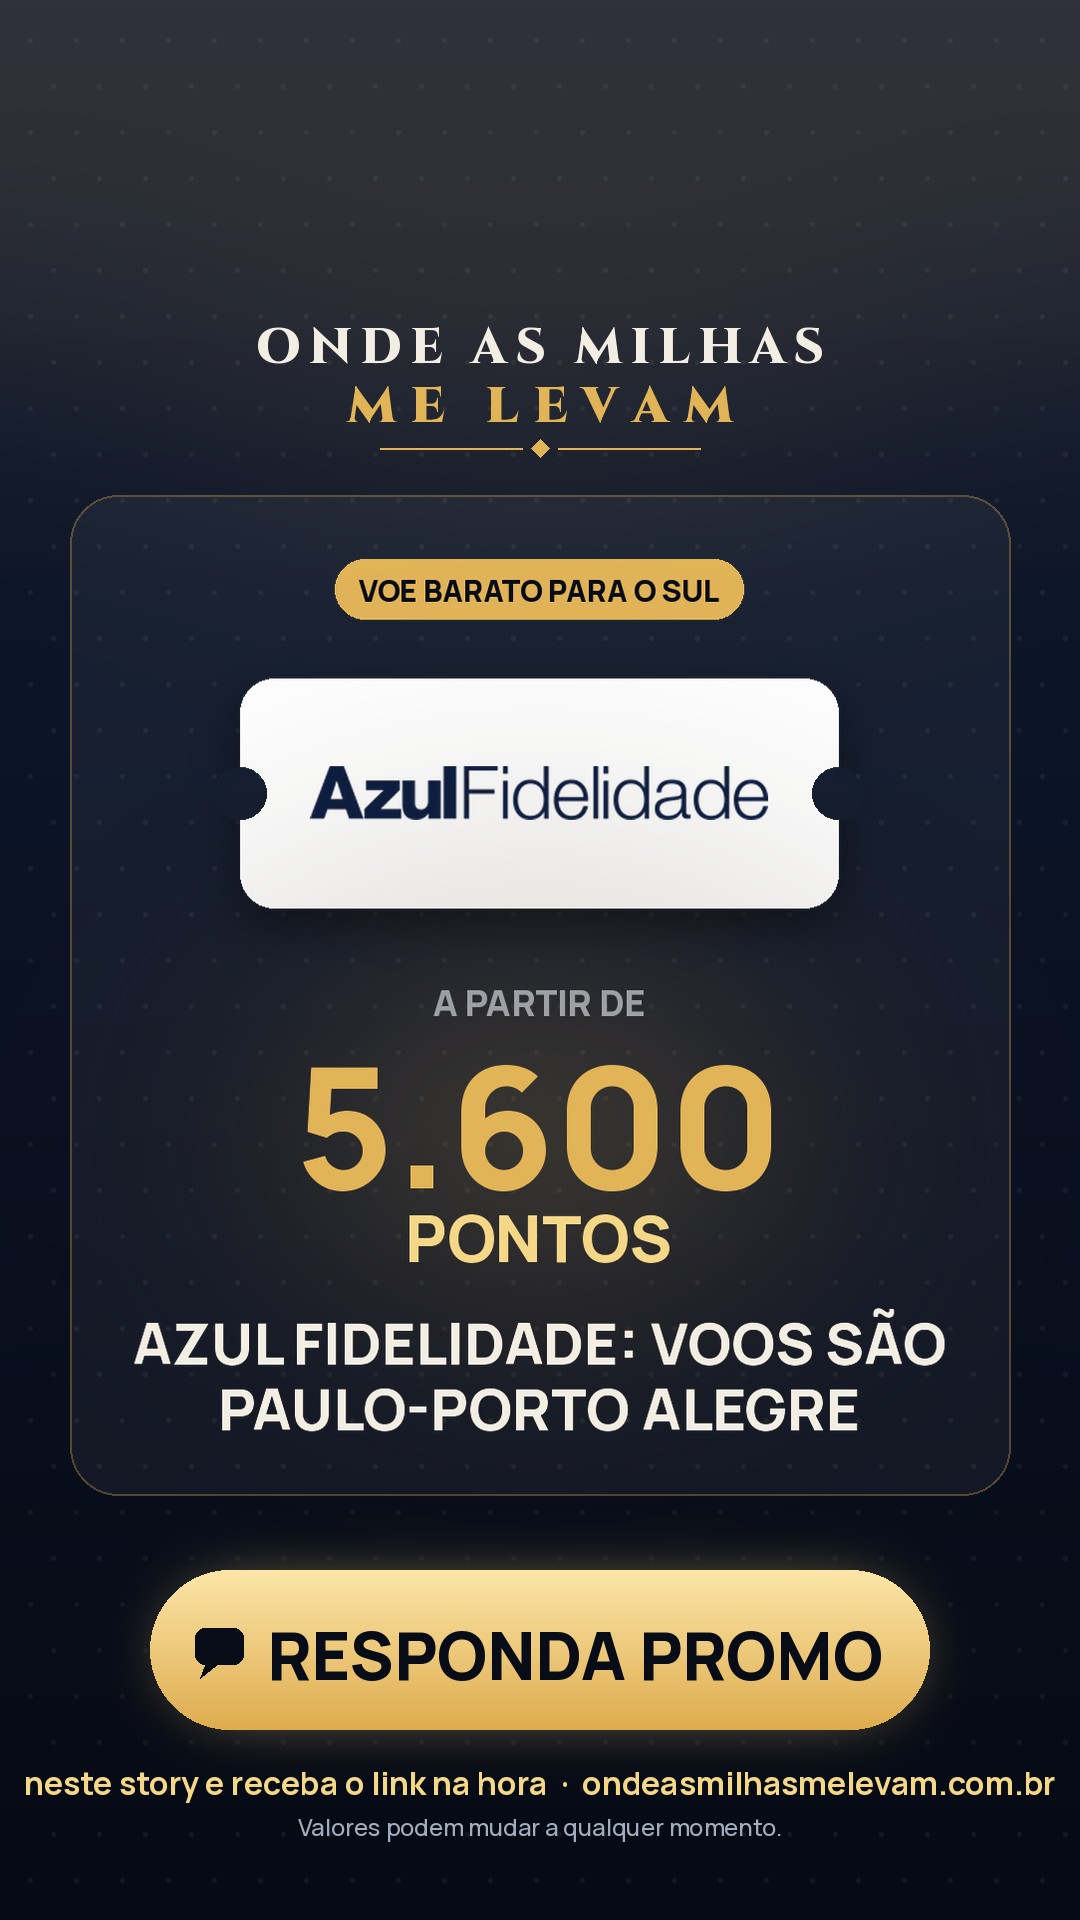 ONDE AS MILHAS
ME LEVAM
VOE BARATO PARA O SUL
AzulFidelidade
A PARTIR DE
5.600
PONTOS
AZUL FIDELIDADE: VOOS SÃO
PAULO-PORTO ALEGRE
RESPONDA PROMO
neste story e receba o link na hora · ondeasmilhasmelevam.com.br
Valores podem mudar a qualquer momento.